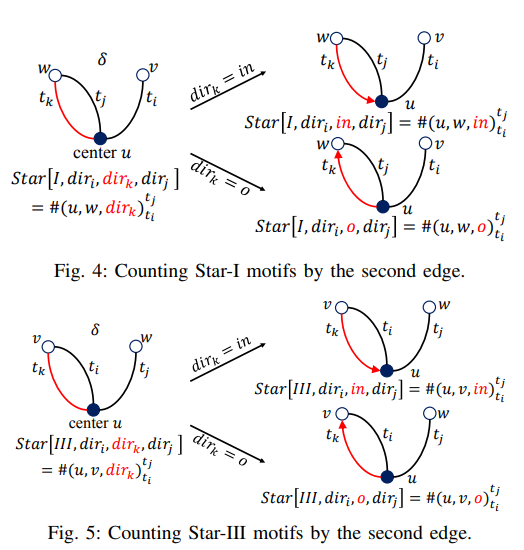 w δ v
t_k t_j t_i
center u
Star[I, dir_i, dir_k, dir_j]
= #(u, w, dir_k)_{t_i}^{t_j}
dir_k = in
dir_k = o
w v
t_k t_j t_i
u
Star[I, dir_i, in, dir_j] = #(u, w, in)_{t_i}^{t_j}
w v
t_k t_j t_i
u
Star[I, dir_i, o, dir_j] = #(u, w, o)_{t_i}^{t_j}
Fig. 4: Counting Star-I motifs by the second edge.
v δ w
t_k t_i t_j
center u
Star[III, dir_i, dir_k, dir_j]
= #(u, v, dir_k)_{t_i}^{t_j}
dir_k = in
dir_k = o
v w
t_k t_i t_j
u
Star[III, dir_i, in, dir_j] = #(u, v, in)_{t_i}^{t_j}
v w
t_k t_i t_j
u
Star[III, dir_i, o, dir_j] = #(u, v, o)_{t_i}^{t_j}
Fig. 5: Counting Star-III motifs by the second edge.